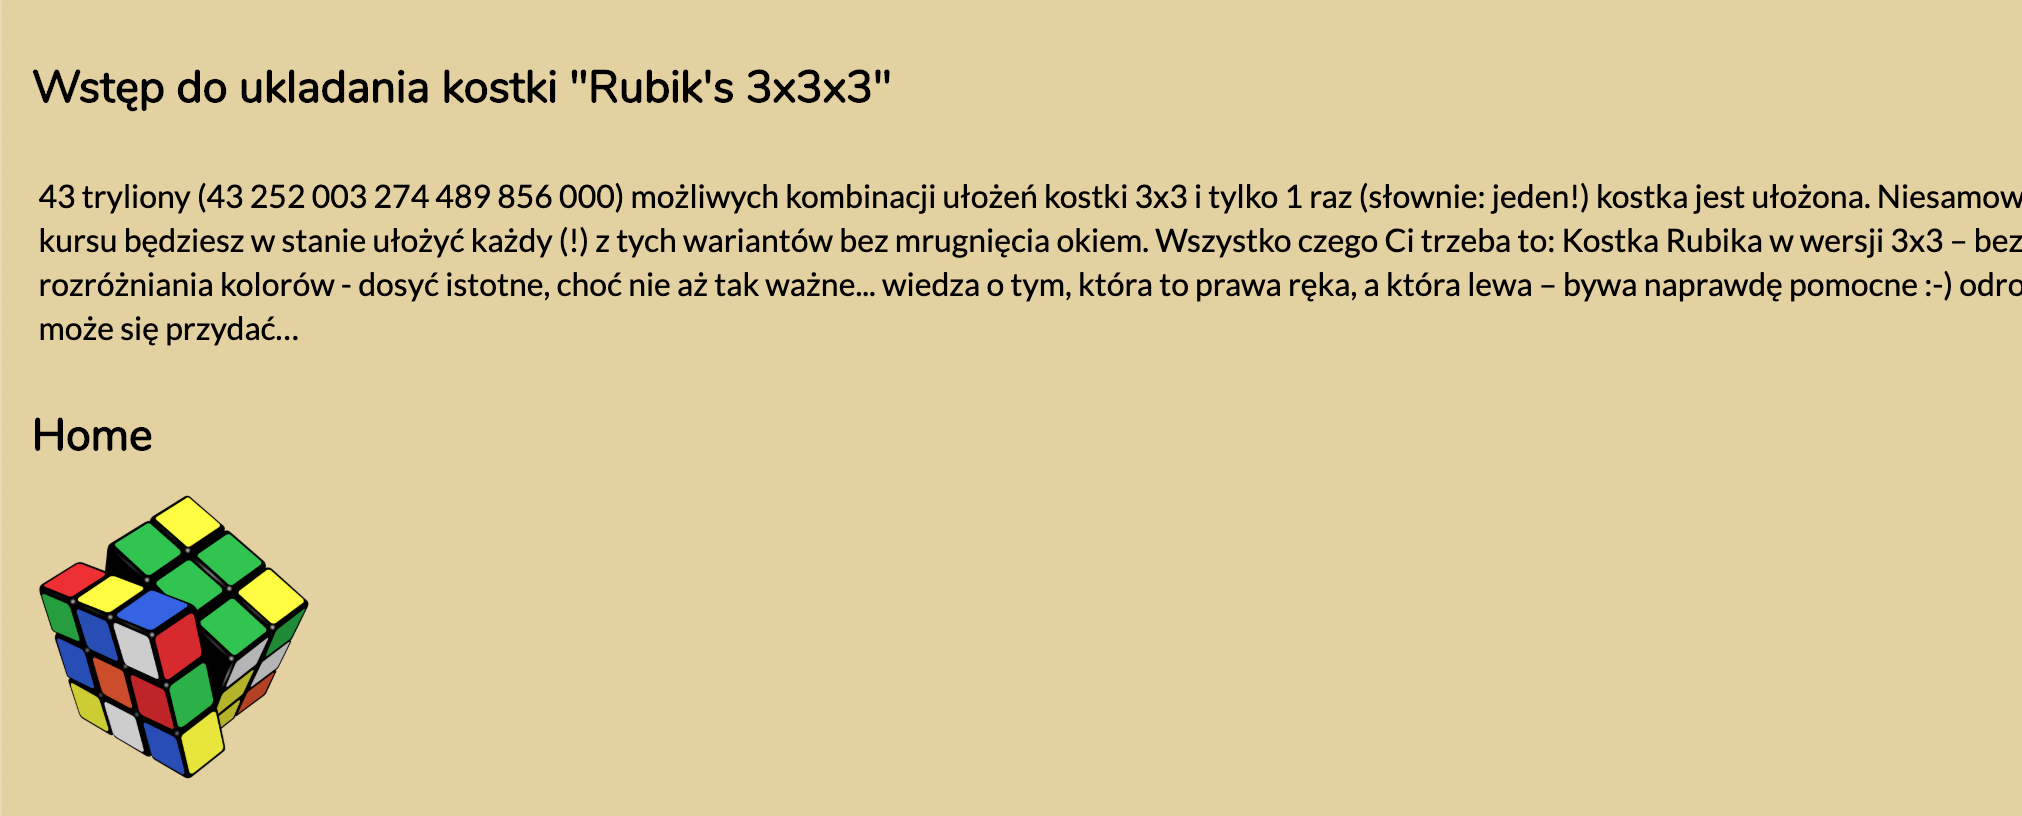 Wstęp do ukladania kostki "Rubik's 3x3x3"
43 tryliony (43 252 003 274 489 856 000) możliwych kombinacji ułożeń kostki 3x3 i tylko 1 raz (słownie: jeden!) kostka jest ułożona. Niesamow
kursu będziesz w stanie ułożyć każdy (!) z tych wariantów bez mrugnięcia okiem. Wszystko czego Ci trzeba to: Kostka Rubika w wersji 3x3 – bez
rozróżniania kolorów - dosyć istotne, choć nie aż tak ważne... wiedza o tym, która to prawa ręka, a która lewa – bywa naprawdę pomocne :-) odro
może się przydać...
Home